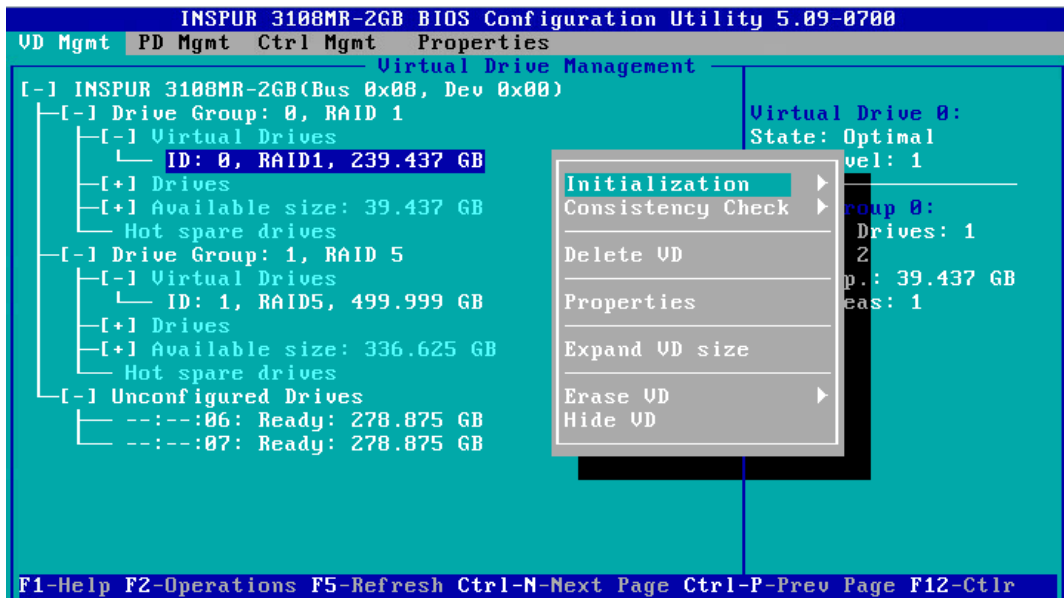 INSPUR 3108MR-2GB BIOS Configuration Utility 5.09-0700
VD Mgmt PD Mgmt Ctrl Mgmt Properties
Virtual Drive Management
[-] INSPUR 3108MR-2GB(Bus 0x08, Dev 0x00)
[-] Drive Group: 0, RAID 1
[-] Virtual Drives
ID: 0, RAID1, 239.437 GB
[+] Drives
[+] Available size: 39.437 GB
Hot spare drives
[-] Drive Group: 1, RAID 5
[-] Virtual Drives
ID: 1, RAID5, 499.999 GB
[+] Drives
[+] Available size: 336.625 GB
Hot spare drives
[-] Unconfigured Drives
--:--:06: Ready: 278.875 GB
--:--:07: Ready: 278.875 GB
Initialization
Consistency Check
Delete VD
Properties
Expand VD size
Erase VD
Hide VD
Virtual Drive 0:
State: Optimal
vel: 1
oup 0:
Drives: 1
2
p.: 39.437 GB
eas: 1
F1-Help F2-Operations F5-Refresh Ctrl-N-Next Page Ctrl-P-Prev Page F12-Ctlr